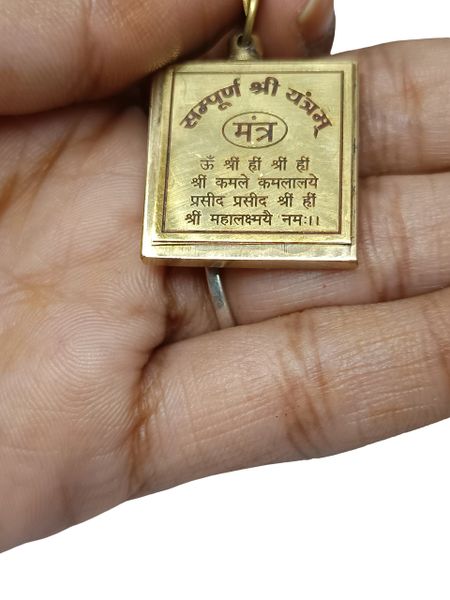 सम्पूर्ण श्री यंत्रम्
मंत्र
ॐ श्रीं हीं श्रीं हीं
श्रीं कमले कमलालये
प्रसीद प्रसीद श्रीं हीं
श्रीं महालक्ष्मयै नमः।।